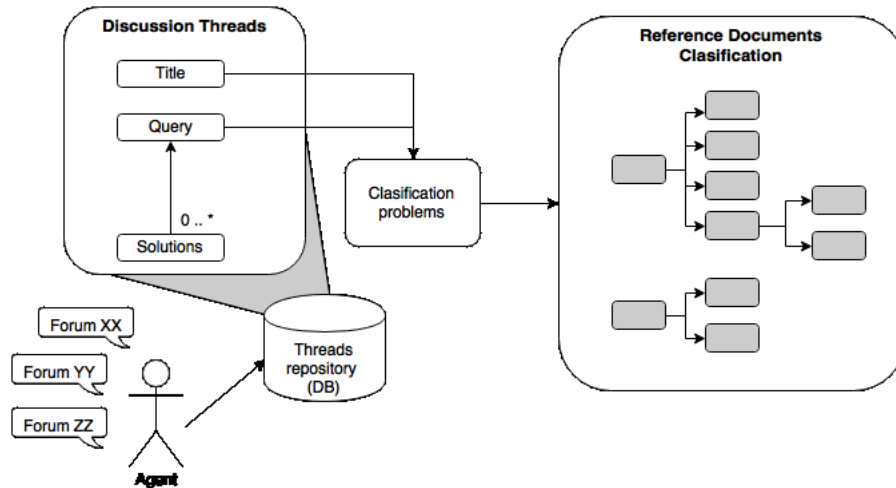 Discussion Threads
Title
Query
0 .. *
Solutions
Clasification
problems
Reference Documents
Clasification
Forum XX
Forum YY
Forum ZZ
Agent
Threads
repository
(DB)